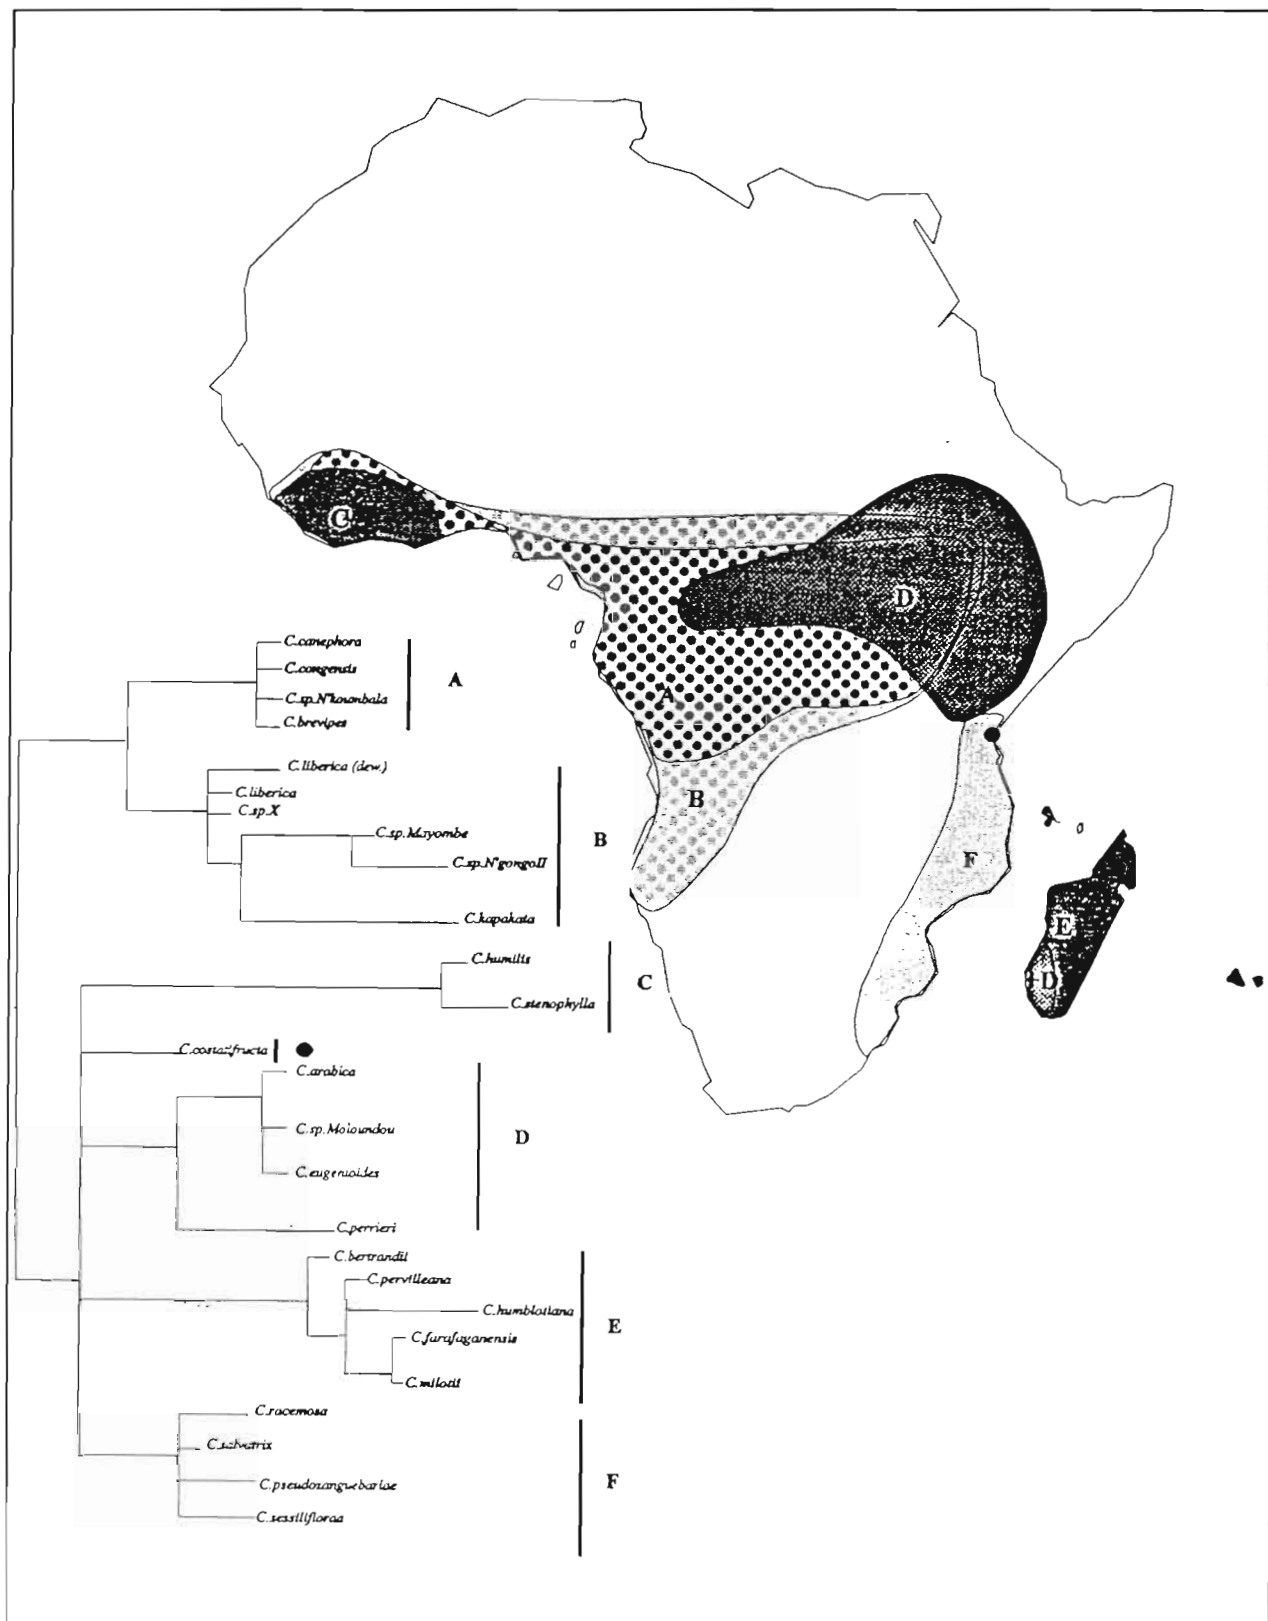 C
D
C.canephora
C.congensis
A
C.sp.N'koumbala
A
C.brevipes
C.liberica (dew.)
C.liberica
B
C.sp.X
C.sp.Mayombe
B
F
C.sp.N'gongoII
C.kapakata
E
C.humilis
C
D
C.stenophylla
C.costatifructa
C.arabica
C.sp.Moloundou
D
C.eugenioides
C.perrieri
C.bertrandii
C.pervilleana
C.humblotiana
E
C.farafaganensis
C.millotii
C.racemosa
C.salvatrix
F
C.pseudozanguebariae
C.sessilifloraa